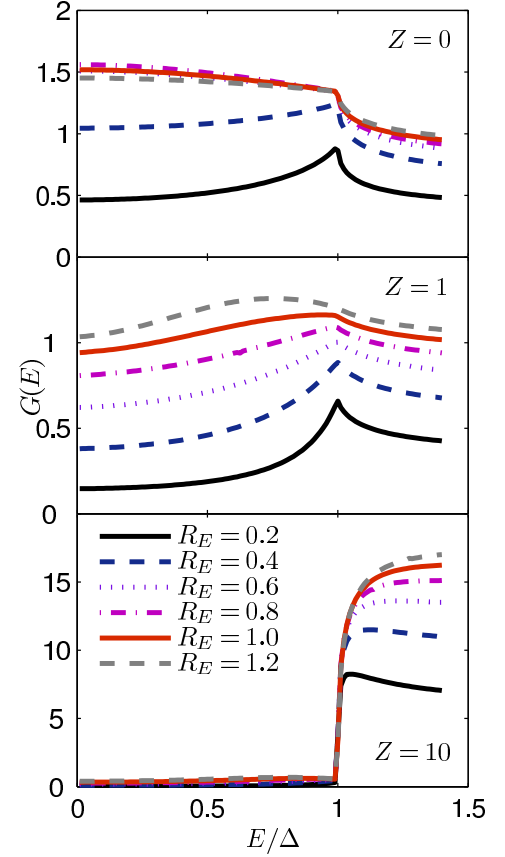 2
Z = 0
1.5
1
0.5
0
Z = 1
1
G(E)
0.5
0
R_E = 0.2
R_E = 0.4
15
R_E = 0.6
R_E = 0.8
10
R_E = 1.0
R_E = 1.2
5
Z = 10
0
0 0.5 1 1.5
E/Δ